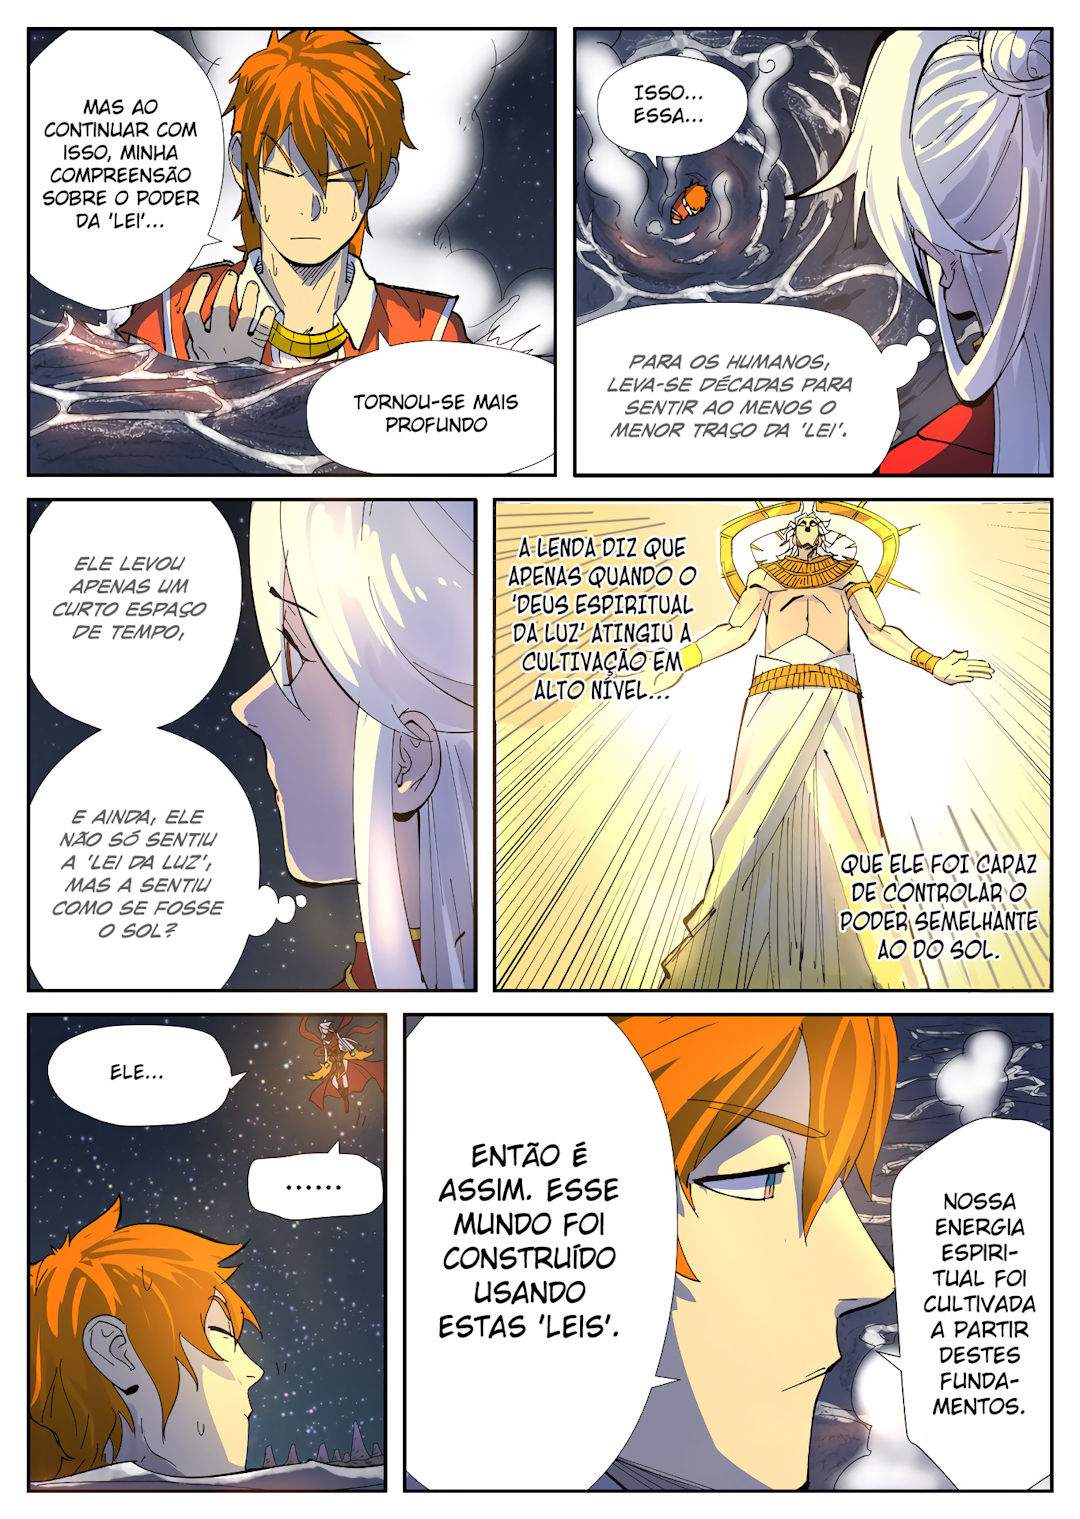 MAS AO
CONTINUAR COM
ISSO, MINHA
COMPREENSÃO
SOBRE O PODER
DA 'LEI'...
TORNOU-SE MAIS
PROFUNDO
ISSO...
ESSA...
PARA OS HUMANOS,
LEVA-SE DÉCADAS PARA
SENTIR AO MENOS O
MENOR TRAÇO DA 'LEI'.
ELE LEVOU
APENAS UM
CURTO ESPAÇO
DE TEMPO,
E AINDA, ELE
NÃO SÓ SENTIU
A 'LEI DA LUZ',
MAS A SENTIU
COMO SE FOSSE
O SOL?
A LENDA DIZ QUE
APENAS QUANDO O
'DEUS ESPIRITUAL
DA LUZ' ATINGIU A
CULTIVAÇÃO EM
ALTO NÍVEL...
QUE ELE FOI CAPAZ
DE CONTROLAR O
PODER SEMELHANTE
AO DO SOL.
ELE...
......
ENTÃO É
ASSIM. ESSE
MUNDO FOI
CONSTRUÍDO
USANDO
ESTAS 'LEIS'.
NOSSA
ENERGIA
ESPIRI-
TUAL FOI
CULTIVADA
A PARTIR
DESTES
FUNDA-
MENTOS.